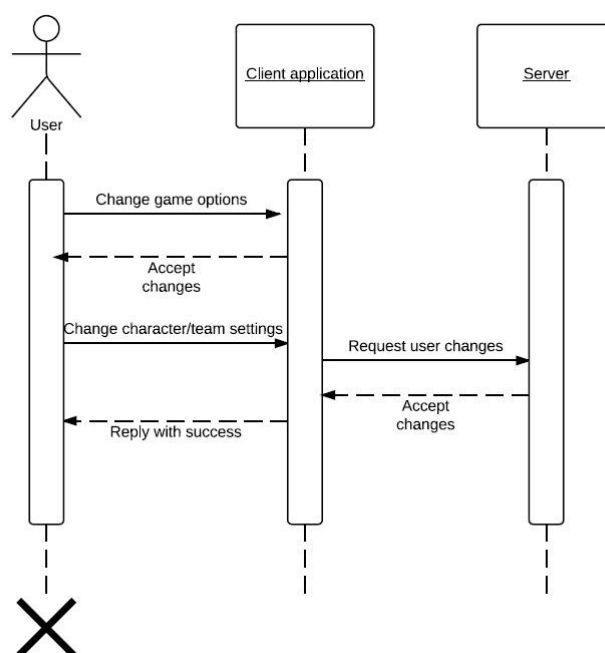 User
Client application
Server
Change game options
Accept
changes
Change character/team settings
Request user changes
Accept
changes
Reply with success